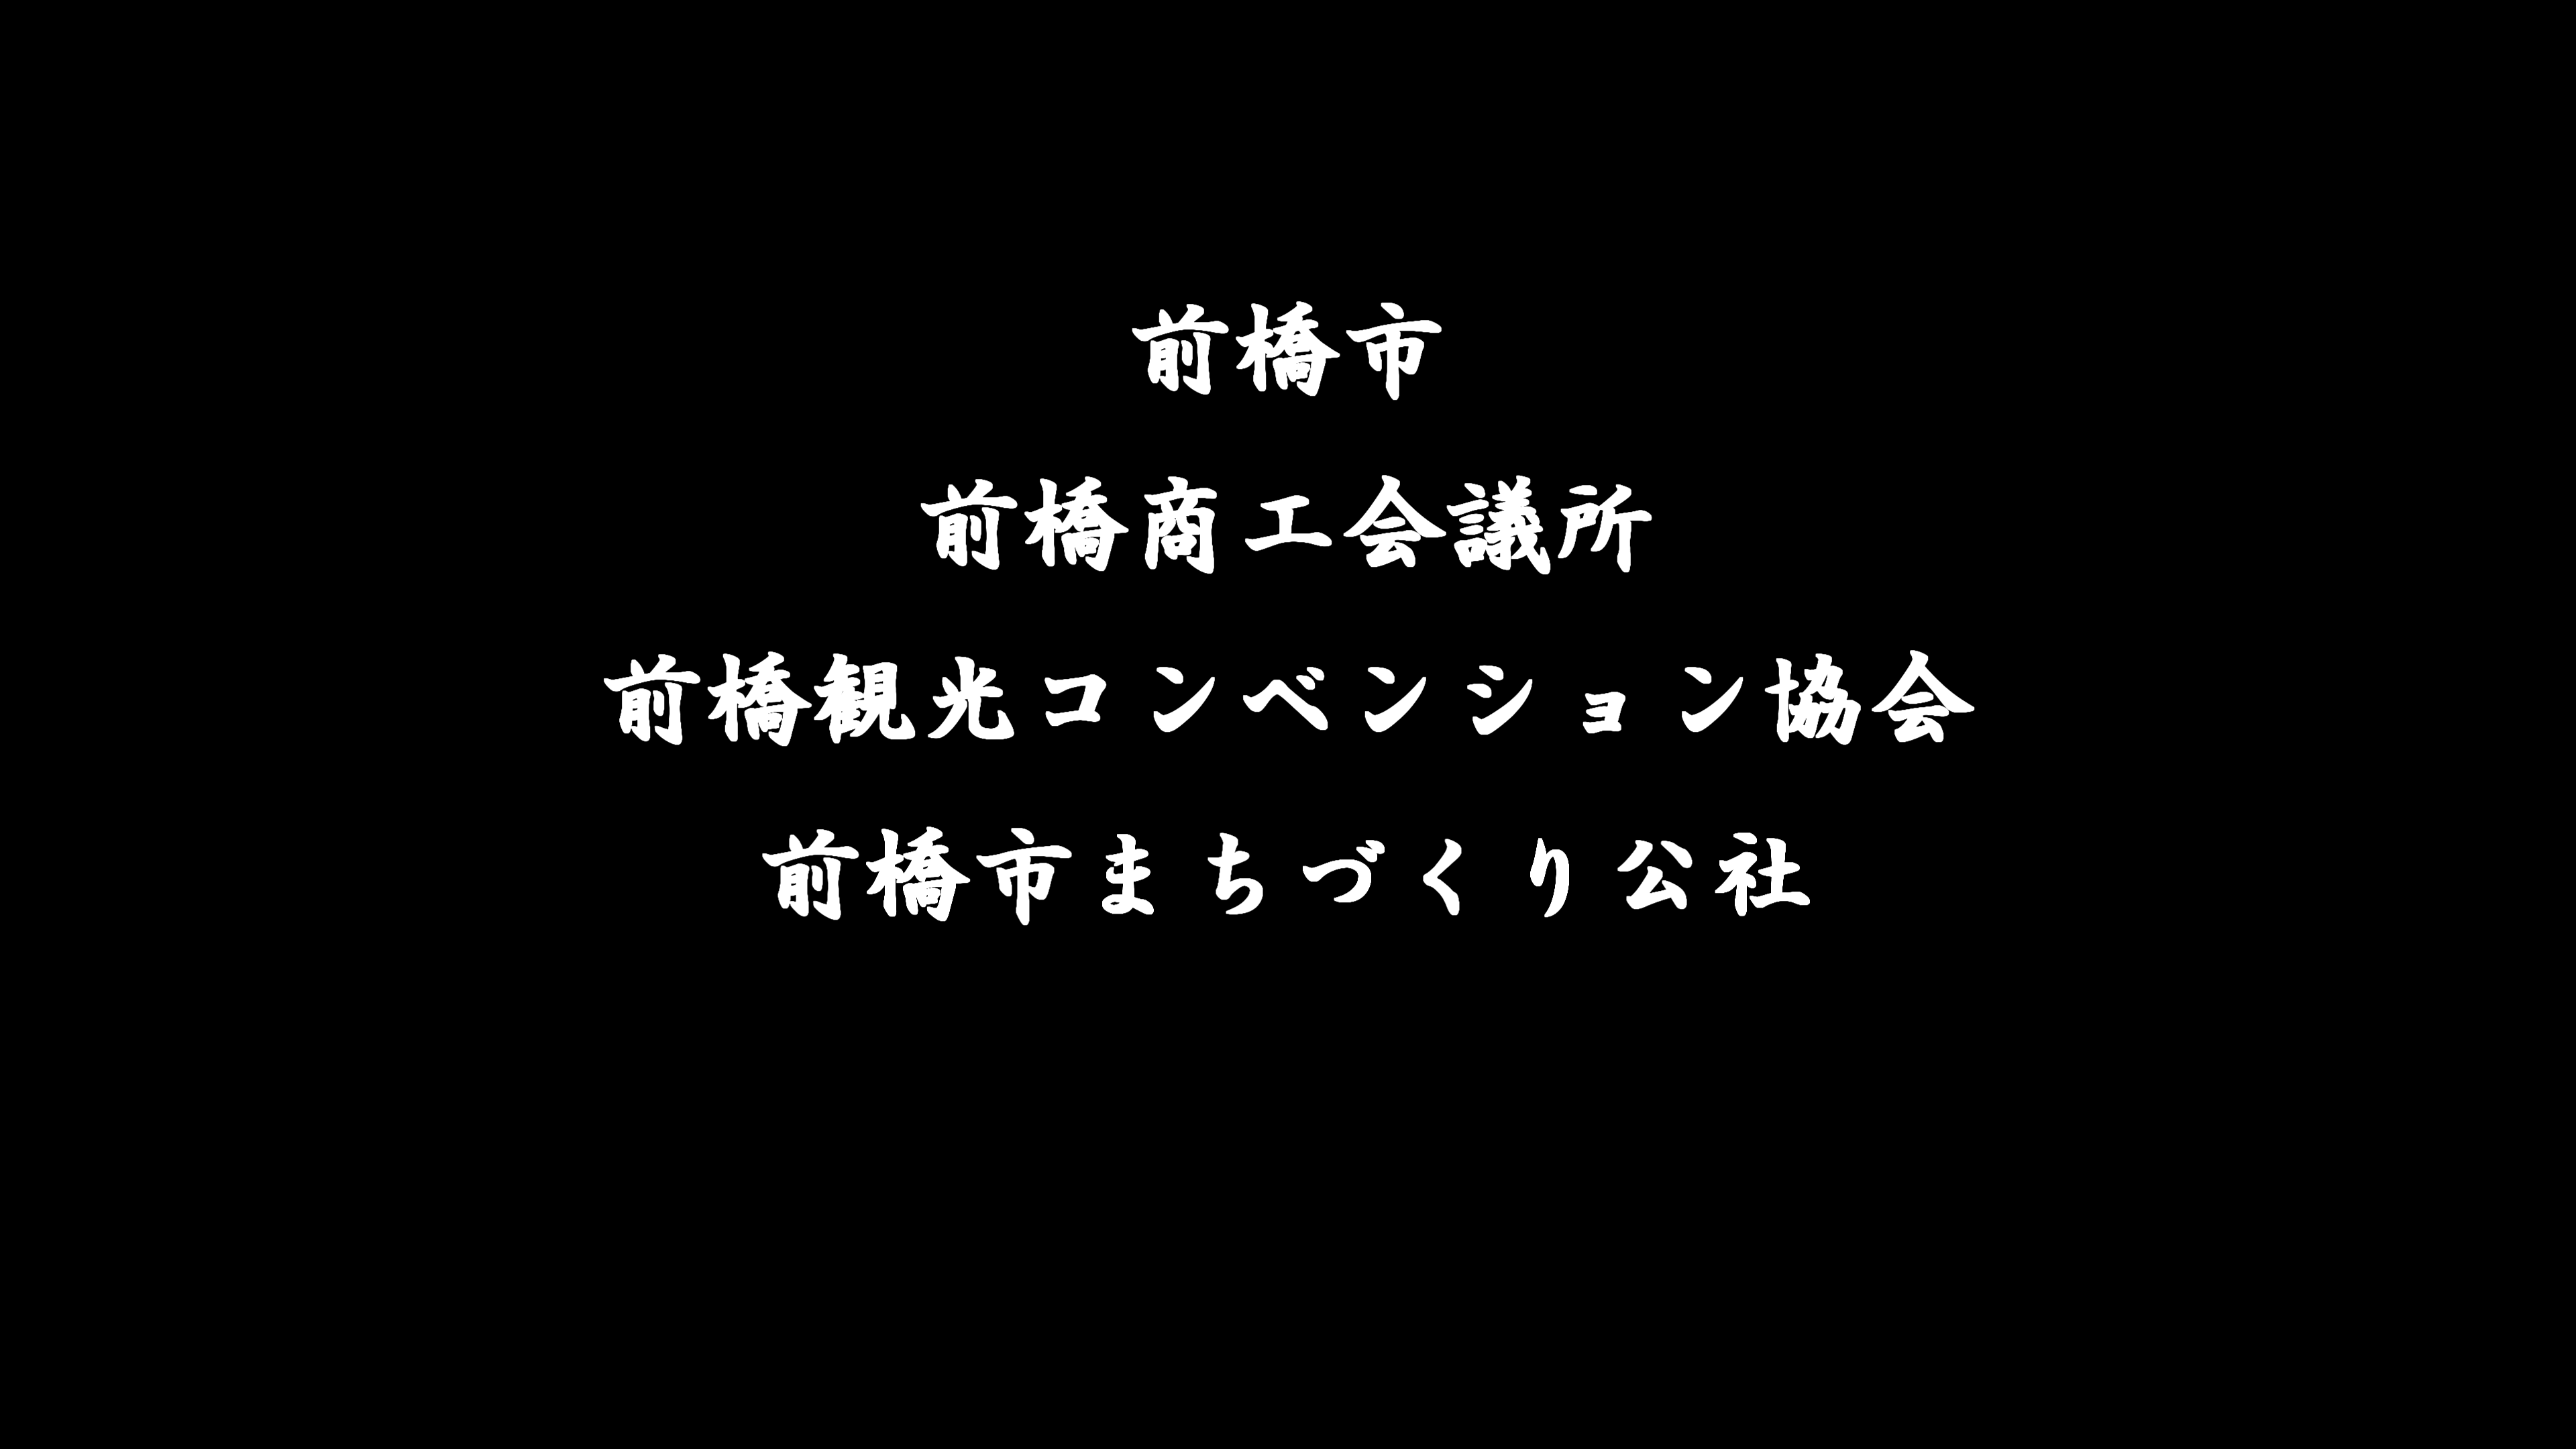 前橋市
前橋商工会議所
前橋観光コンベンション協会
前橋市まちづくり公社